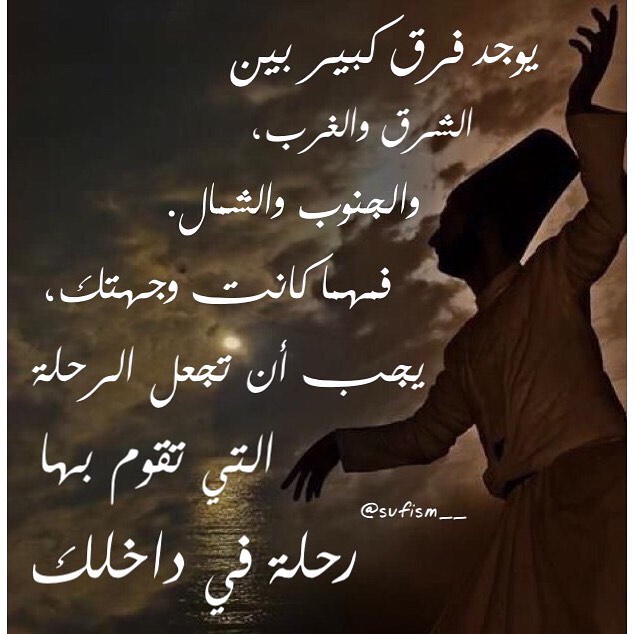 يوجد فرق كبير بين
الشرق والغرب،
والجنوب والشمال.
فمهما كانت وجهتك،
يجب أن تجعل الرحلة
التي تقوم بها
@sufism__
رحلة في داخلك